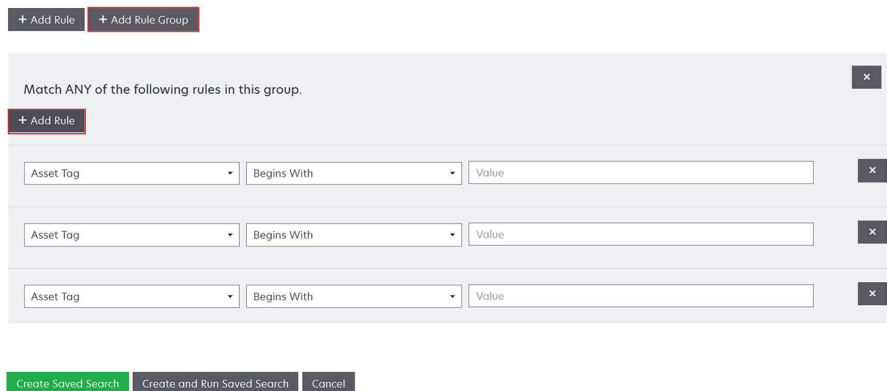 + Add Rule + Add Rule Group
×
Match ANY of the following rules in this group.
+ Add Rule
Asset Tag Begins With Value ×
Asset Tag Begins With Value ×
Asset Tag Begins With Value ×
Create Saved Search Create and Run Saved Search Cancel